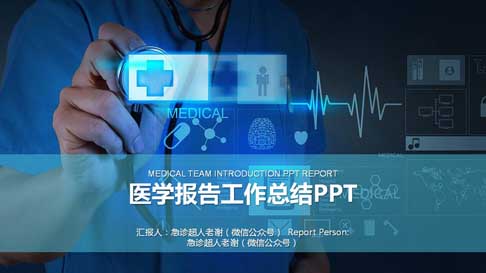 MEDICAL
MEDICAL TEAM INTRODUCTION PPT REPORT
医学报告工作总结PPT
MEDICAL
汇报人：急诊超人老谢（微信公众号） Report Person:
急诊超人老谢（微信公众号）